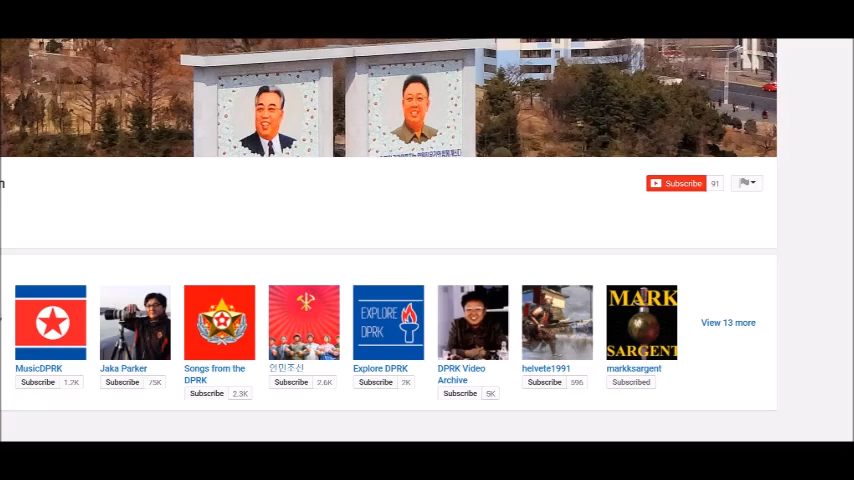 Subscribe 91
EXPLORE
DPRK
MARK
SARGENT
View 13 more
MusicDPRK
Subscribe 1.2K
Jaka Parker
Subscribe 75K
Songs from the
DPRK
Subscribe 2.3K
인민조선
Subscribe 2.6K
Explore DPRK
Subscribe 2K
DPRK Video
Archive
Subscribe 5K
helvete1991
Subscribe 596
markksargent
Subscribed